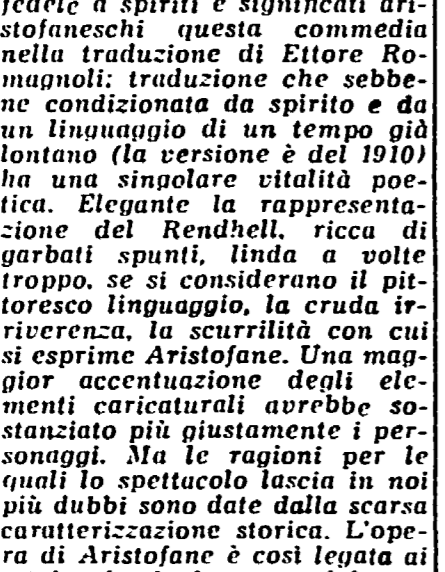 fedele a spiriti e significati ari-
stofaneschi questa commedia
nella traduzione di Ettore Ro-
magnoli: traduzione che sebbe-
ne condizionata da spirito e da
un linguaggio di un tempo già
lontano (la versione è del 1910)
ha una singolare vitalità poe-
tica. Elegante la rappresenta-
zione del Rendhell, ricca di
garbati spunti, linda a volte
troppo, se si considerano il pit-
toresco linguaggio, la cruda ir-
riverenza, la scurrilità con cui
si esprime Aristofane. Una mag-
gior accentuazione degli ele-
menti caricaturali avrebbe so-
stanziato più giustamente i per-
sonaggi. Ma le ragioni per le
quali lo spettacolo lascia in noi
più dubbi sono date dalla scarsa
caratterizzazione storica. L'ope-
ra di Aristofane è così legata ai